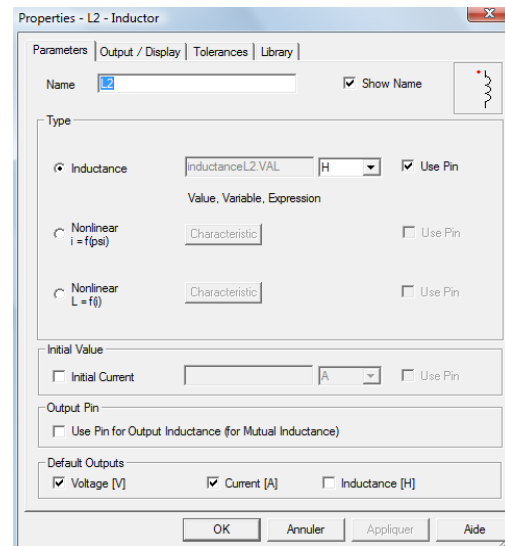 Properties - L2 - Inductor
Parameters Output / Display Tolerances Library
Name L2 Show Name
Type
Inductance inductanceL2.VAL H Use Pin
Value, Variable, Expression
Nonlinear
i = f(psi) Characteristic Use Pin
Nonlinear
L = f(i) Characteristic Use Pin
Initial Value
Initial Current A Use Pin
Output Pin
Use Pin for Output Inductance (for Mutual Inductance)
Default Outputs
Voltage [V] Current [A] Inductance [H]
OK Annuler Appliquer Aide